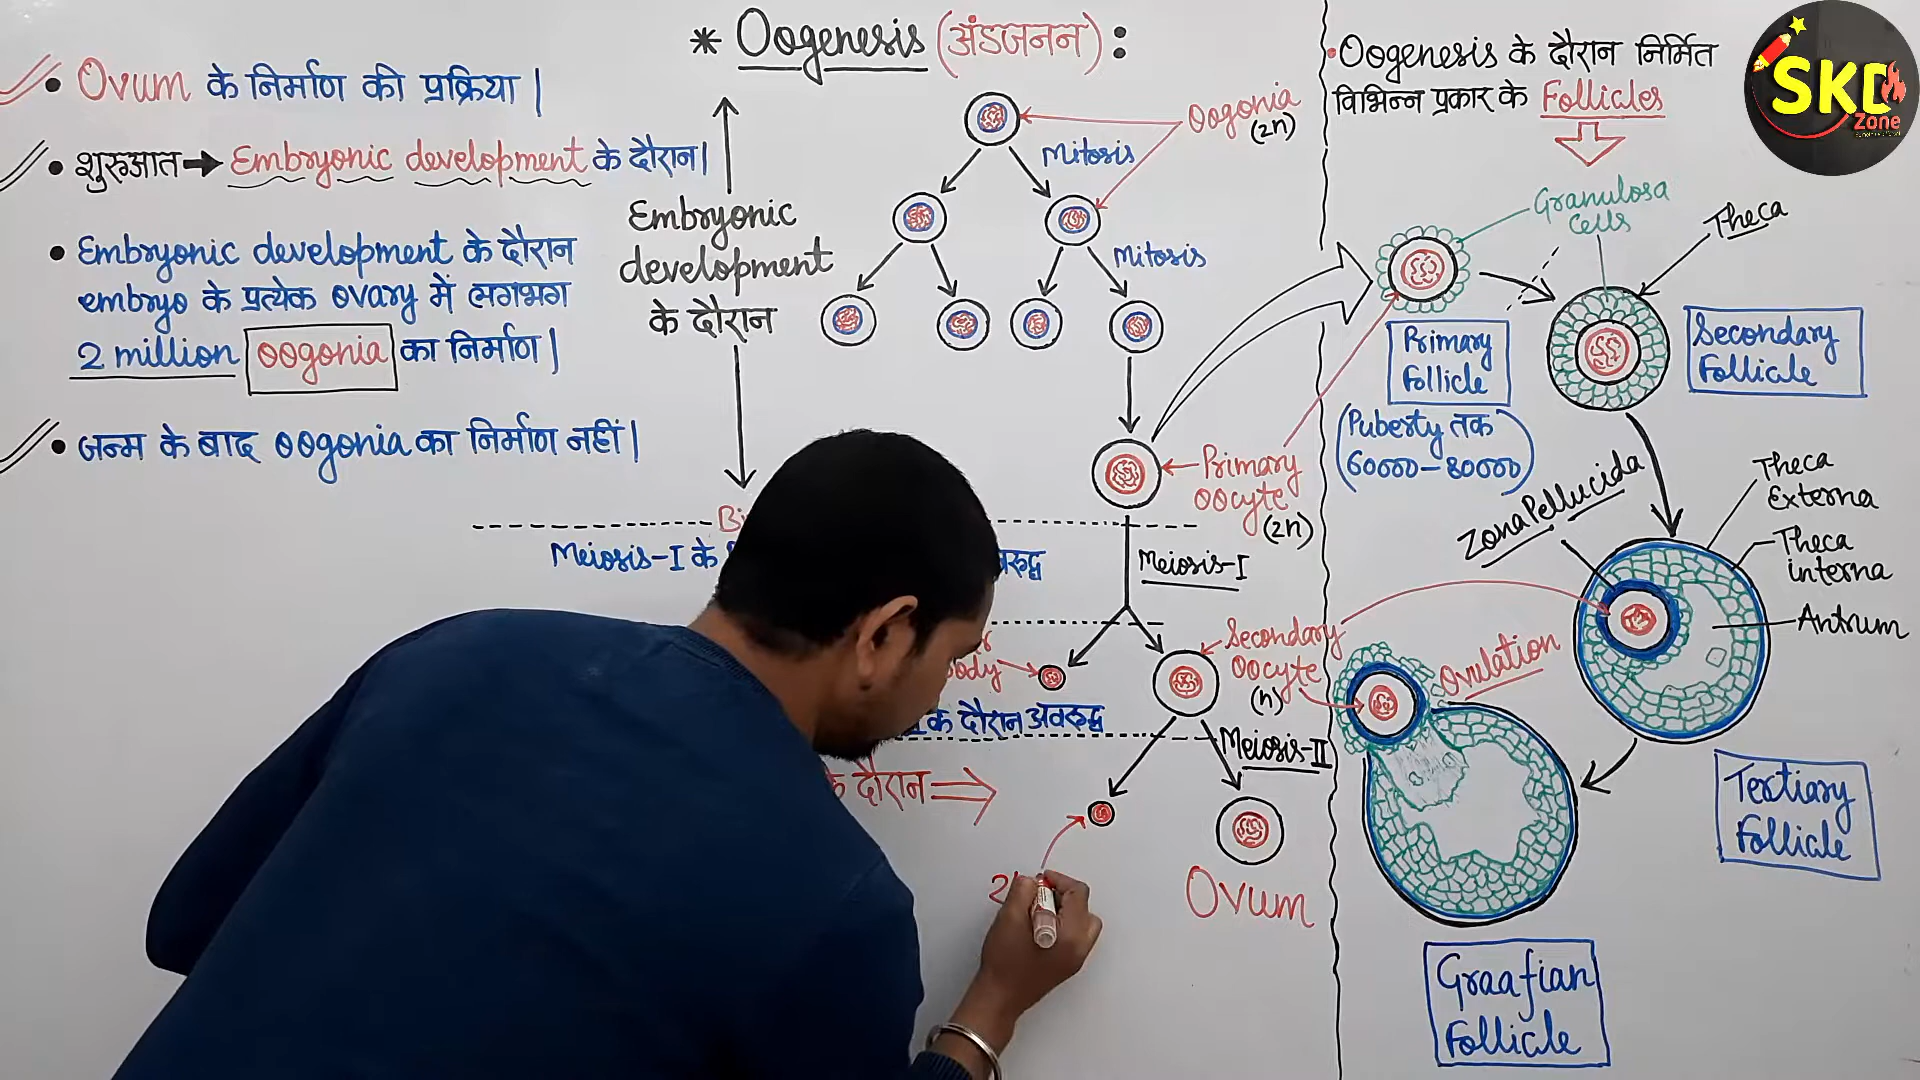 * Oogenesis (अंडजनन) :
• Ovum के निर्माण की प्रक्रिया |
• शुरुआत → Embryonic development के दौरान |
• Embryonic development के दौरान
embryo के प्रत्येक ovary में लगभग
2 million oogonia का निर्माण |
• जन्म के बाद oogonia का निर्माण नहीं |
Embryonic
development
के दौरान
Oogonia
(2n)
Mitosis
Mitosis
Primary
oocyte
(2n)
Meiosis-I के
Meiosis-I
Secondary
oocyte
(n)
के दौरान अवरुद्ध
Meiosis-II
के दौरान ⇒
Ovum
• Oogenesis के दौरान निर्मित
विभिन्न प्रकार के Follicles
Granulosa
Cells
Theca
Primary
follicle
(Puberty तक
60000-80000)
Secondary
follicle
Zona Pellucida
Theca
Externa
Theca
interna
Antrum
Ovulation
Tertiary
follicle
Graafian
follicle
SKD
Zone